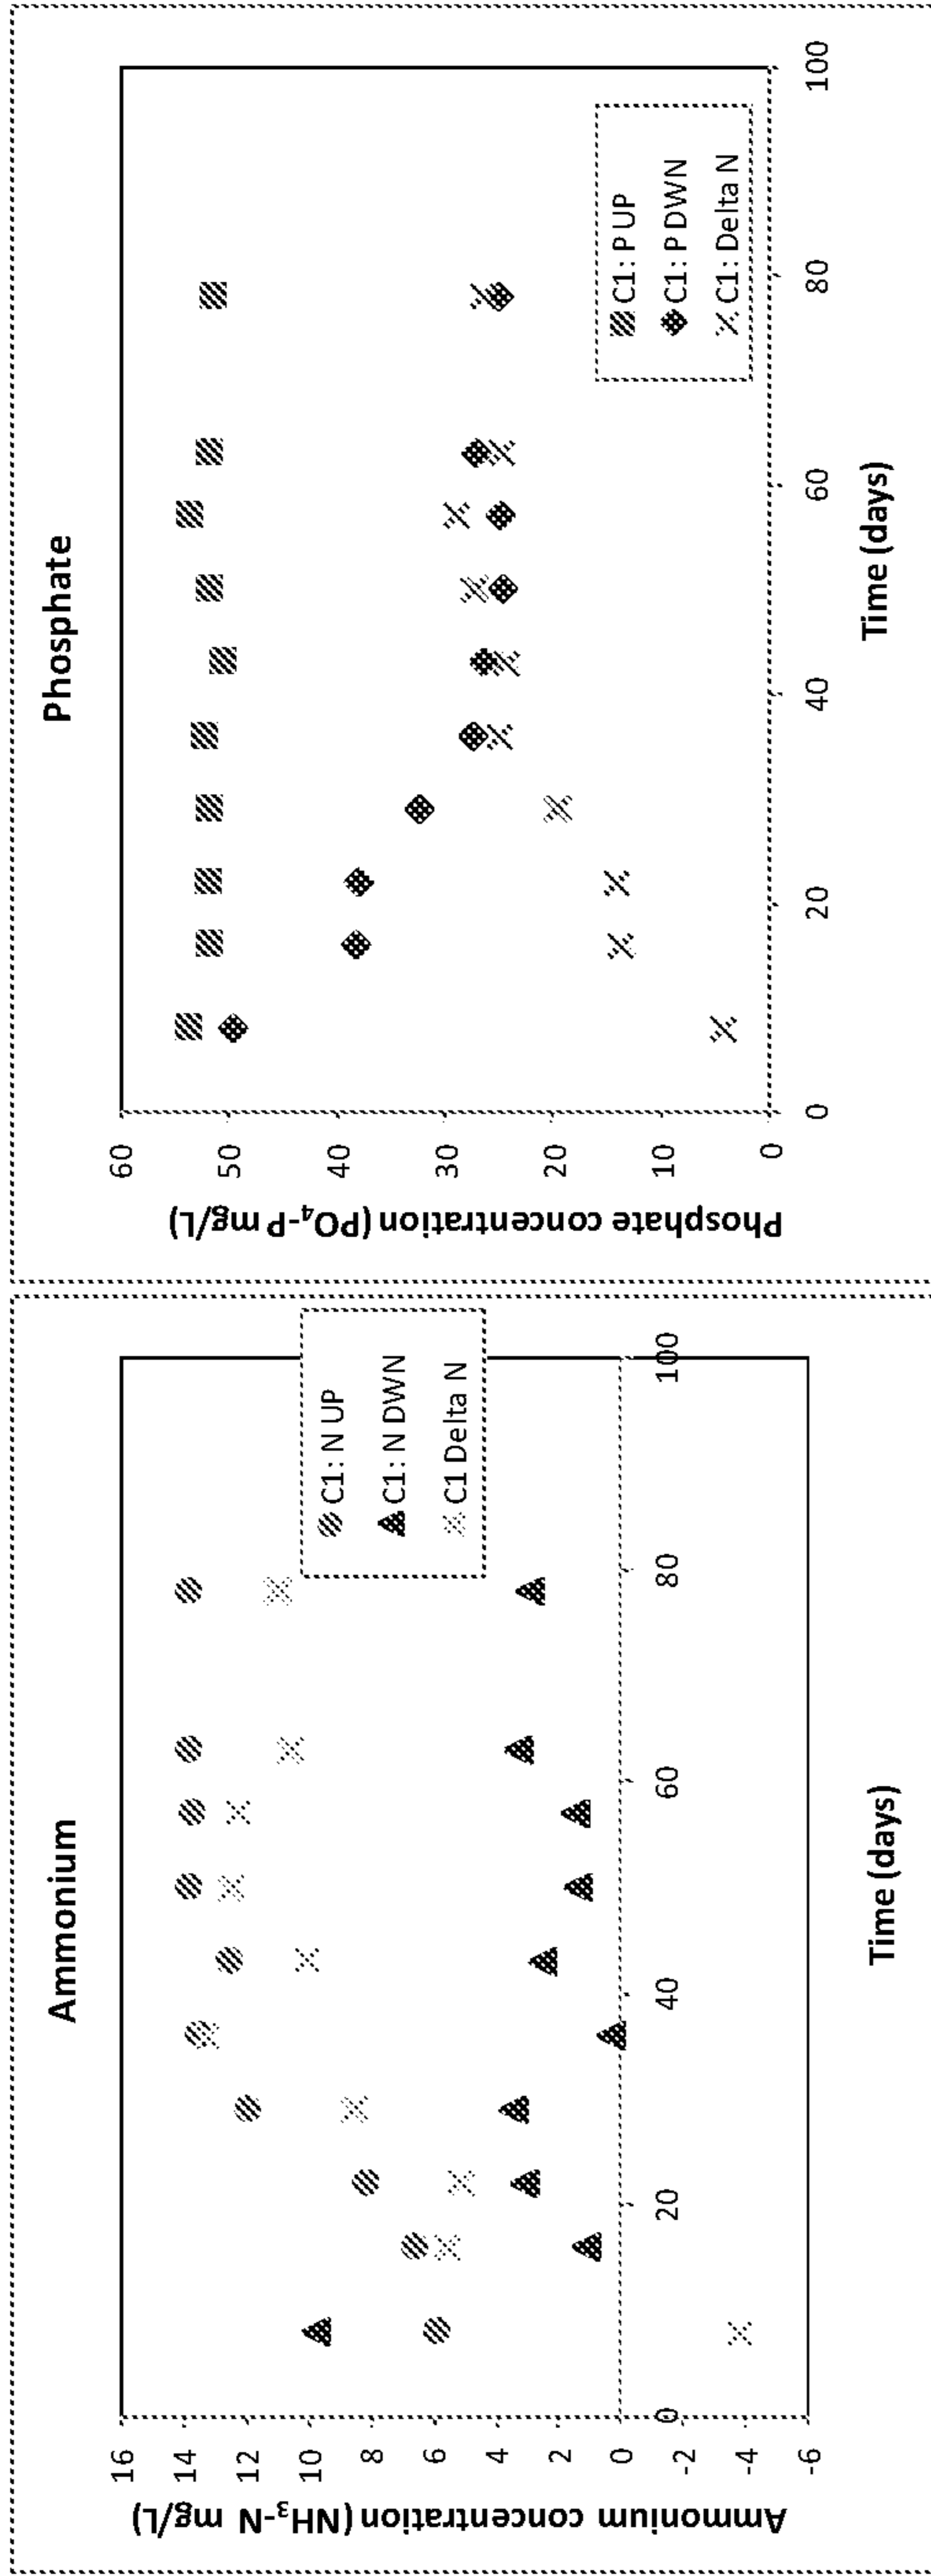 Ammonium
Ammonium concentration (NH₃-N mg/L)
16
14
12
10
8
6
4
2
0
-2
-4
-6
0
20
40
60
80
100
Time (days)
C1: N UP
C1: N DWN
C1 Delta N
Phosphate
Phosphate concentration (PO₄-P mg/L)
60
50
40
30
20
10
0
0
20
40
60
80
100
Time (days)
C1: P UP
C1: P DWN
C1: Delta N